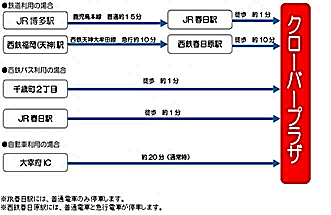 ●鉄道利用の場合
JR博多駅
鹿児島本線 普通約15分
JR春日駅
徒歩 約1分
西鉄福岡(天神)駅
西鉄天神大牟田線 急行約10分
西鉄春日原駅
徒歩 約10分
●西鉄バス利用の場合
千歳町2丁目
徒歩 約1分
JR春日駅
徒歩 約1分
●自動車利用の場合
大宰府IC
約20分(通常時)
クローバープラザ
※JR春日駅には、普通電車のみ停車します。
※西鉄春日原駅には、普通電車と急行電車が停車します。